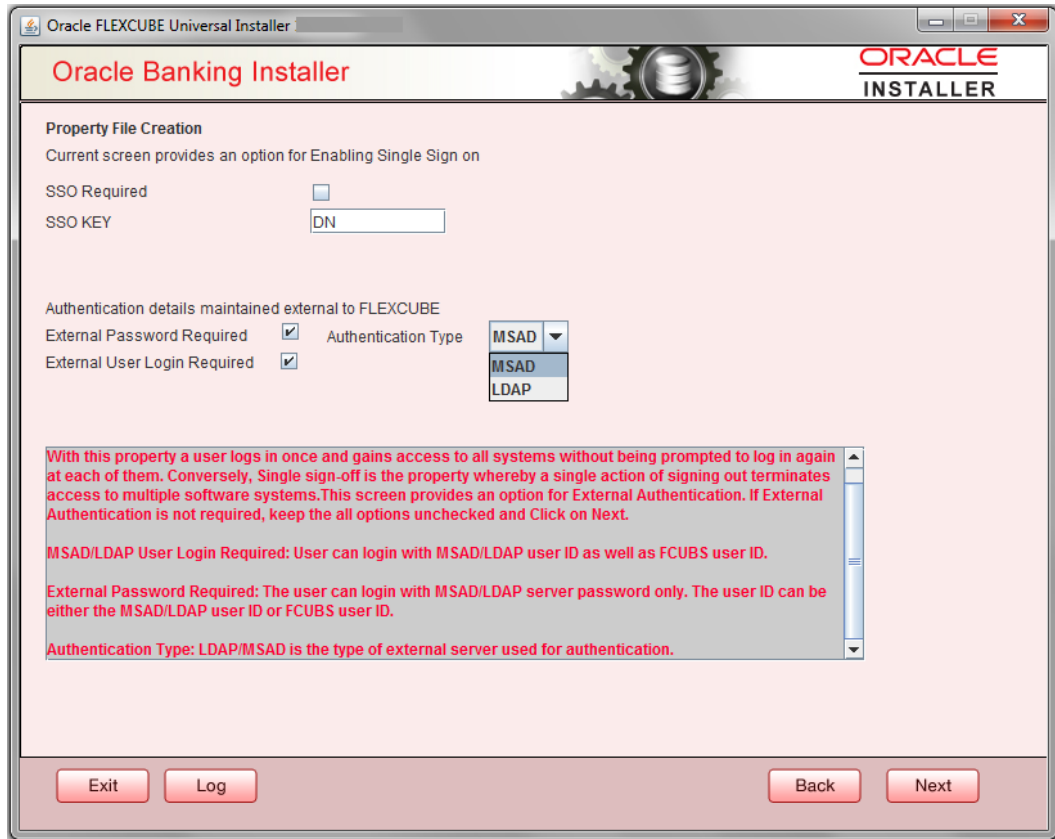 Oracle FLEXCUBE Universal Installer
Oracle Banking Installer
ORACLE
INSTALLER
Property File Creation
Current screen provides an option for Enabling Single Sign on
SSO Required
SSO KEY
DN
Authentication details maintained external to FLEXCUBE
External Password Required
Authentication Type
MSAD
External User Login Required
MSAD
LDAP
With this property a user logs in once and gains access to all systems without being prompted to log in again
at each of them. Conversely, Single sign-off is the property whereby a single action of signing out terminates
access to multiple software systems.This screen provides an option for External Authentication. If External
Authentication is not required, keep the all options unchecked and Click on Next.
MSAD/LDAP User Login Required: User can login with MSAD/LDAP user ID as well as FCUBS user ID.
External Password Required: The user can login with MSAD/LDAP server password only. The user ID can be
either the MSAD/LDAP user ID or FCUBS user ID.
Authentication Type: LDAP/MSAD is the type of external server used for authentication.
Exit
Log
Back
Next